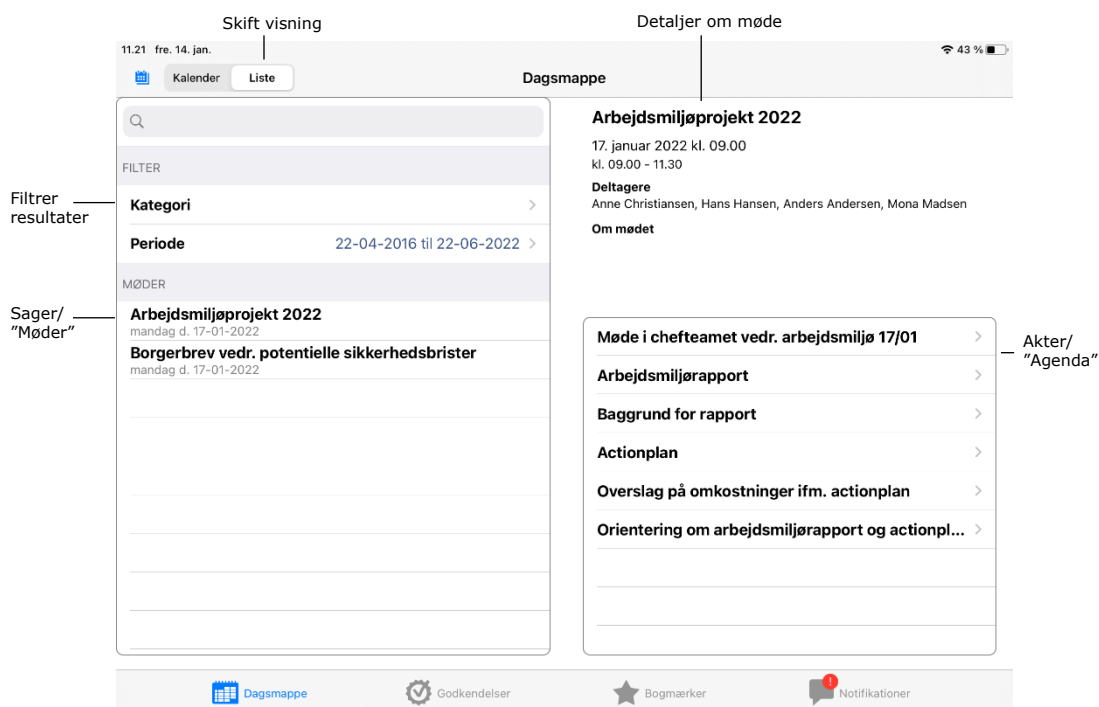 Skift visning
Detaljer om møde
11.21 fre. 14. jan.
43 %
Kalender
Liste
Dagsmappe
FILTER
Filtrer
resultater
Kategori
Periode
22-04-2016 til 22-06-2022
MØDER
Sager/
”Møder”
Arbejdsmiljøprojekt 2022
mandag d. 17-01-2022
Borgerbrev vedr. potentielle sikkerhedsbrister
mandag d. 17-01-2022
Arbejdsmiljøprojekt 2022
17. januar 2022 kl. 09.00
kl. 09.00 - 11.30
Deltagere
Anne Christiansen, Hans Hansen, Anders Andersen, Mona Madsen
Om mødet
Møde i chefteamet vedr. arbejdsmiljø 17/01
Arbejdsmiljørapport
Baggrund for rapport
Actionplan
Overslag på omkostninger ifm. actionplan
Orientering om arbejdsmiljørapport og actionpl...
Akter/
”Agenda”
Dagsmappe
Godkendelser
Bogmærker
!
Notifikationer